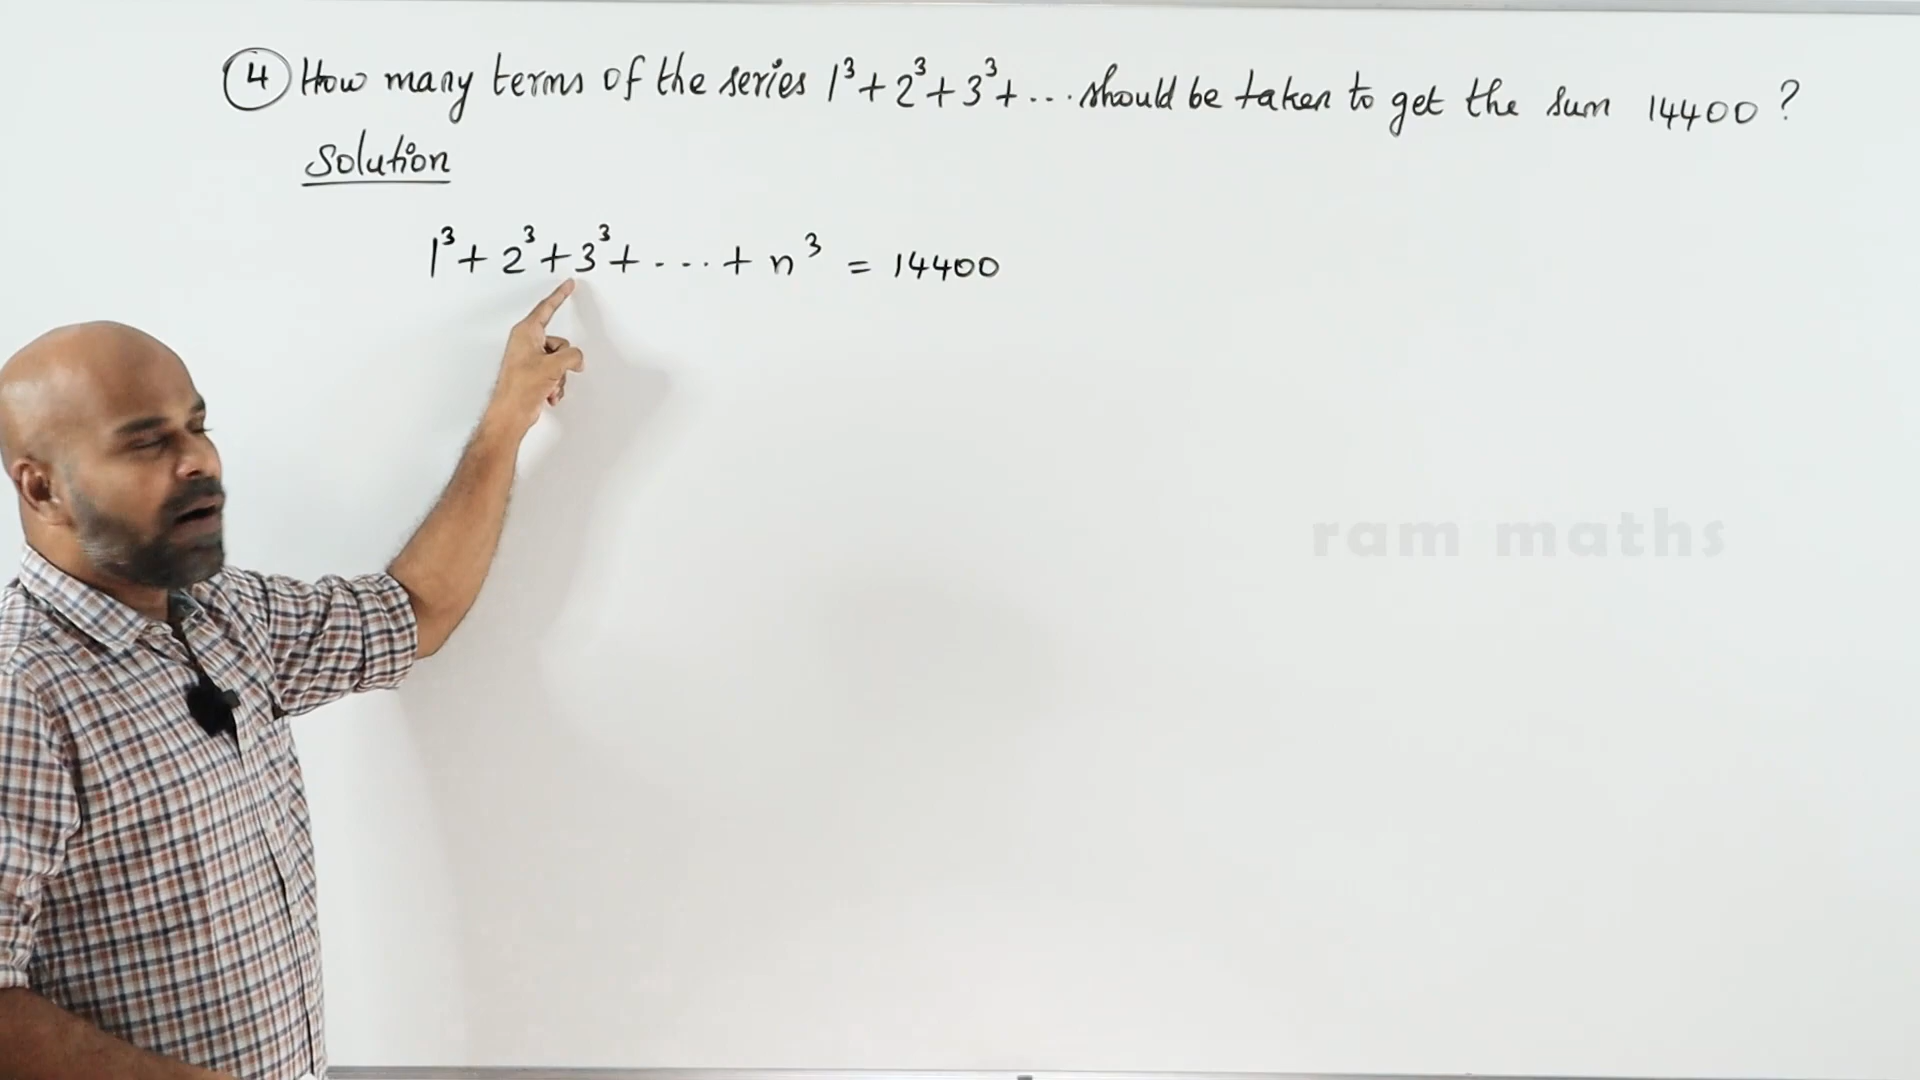 ④ How many terms of the series 1³+2³+3³+... should be taken to get the sum 14400 ?
Solution
1³+ 2³+3³+ ....+ n³ = 14400
ram maths